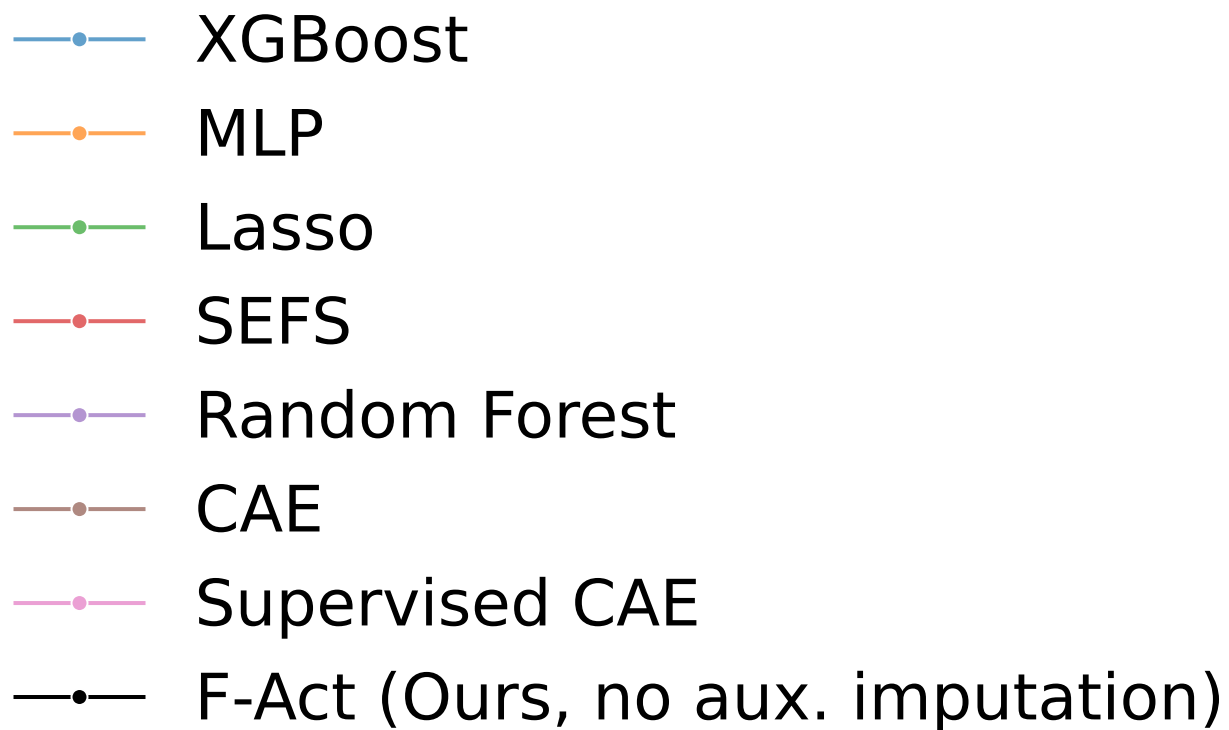 XGBoost
MLP
Lasso
SEFS
Random Forest
CAE
Supervised CAE
F-Act (Ours, no aux. imputation)